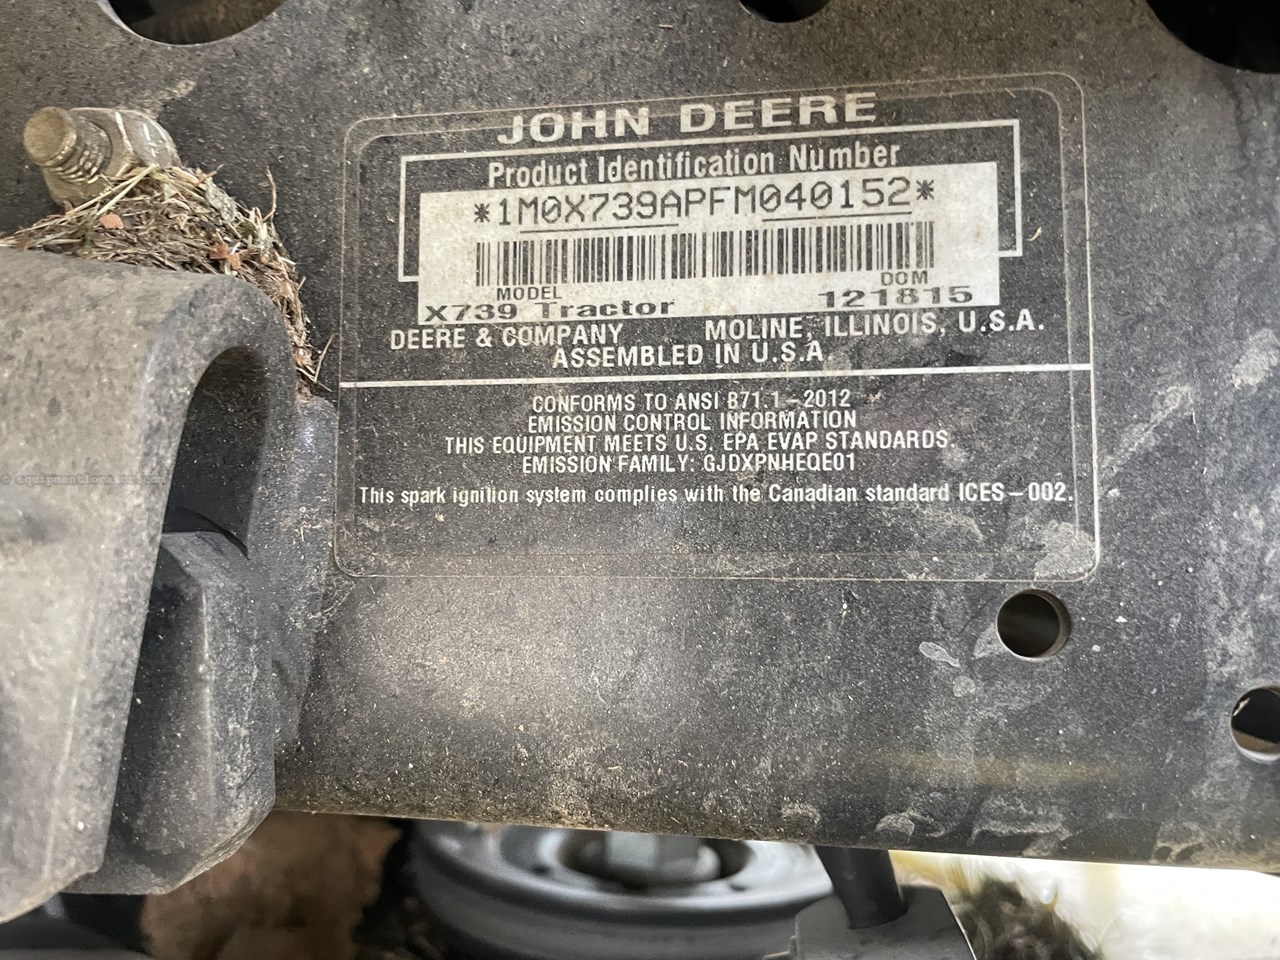 JOHN DEERE
Product Identification Number
*1M0X739APFM040152*
MODEL DOM
X739 Tractor 121815
DEERE & COMPANY MOLINE, ILLINOIS, U.S.A.
ASSEMBLED IN U.S.A.
CONFORMS TO ANSI B71.1-2012
EMISSION CONTROL INFORMATION
THIS EQUIPMENT MEETS U.S. EPA EVAP STANDARDS.
EMISSION FAMILY: GJDXPNHEQE01
This spark ignition system complies with the Canadian standard ICES-002.
© equipmentlocator.com